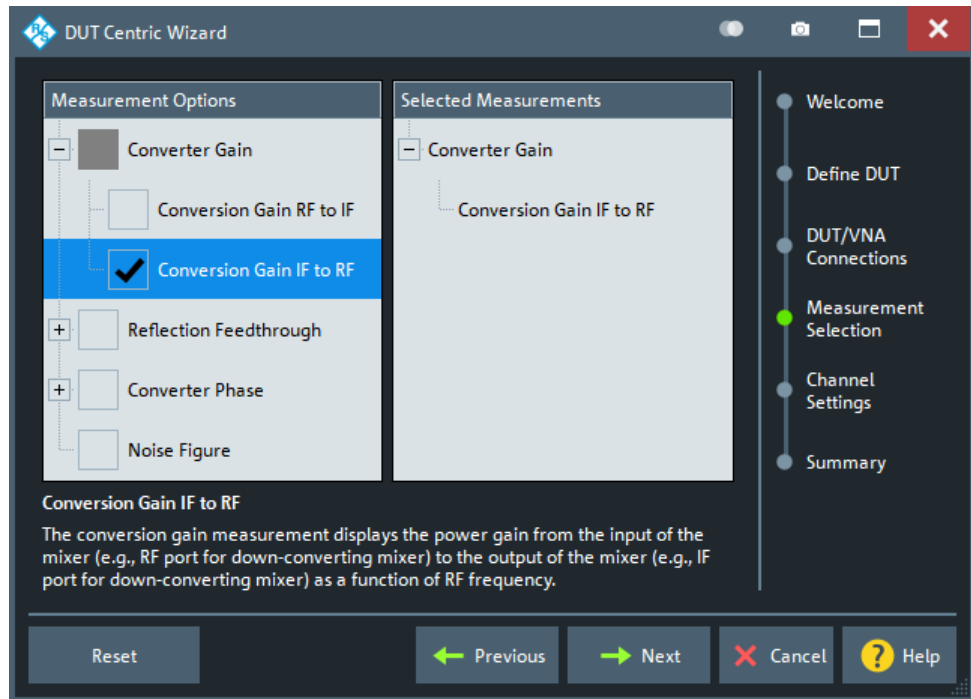 R/S DUT Centric Wizard
Measurement Options
Converter Gain
Conversion Gain RF to IF
Conversion Gain IF to RF
Reflection Feedthrough
Converter Phase
Noise Figure
Selected Measurements
Converter Gain
Conversion Gain IF to RF
Welcome
Define DUT
DUT/VNA
Connections
Measurement
Selection
Channel
Settings
Summary
Conversion Gain IF to RF
The conversion gain measurement displays the power gain from the input of the
mixer (e.g., RF port for down-converting mixer) to the output of the mixer (e.g., IF
port for down-converting mixer) as a function of RF frequency.
Reset
Previous
Next
Cancel
? Help